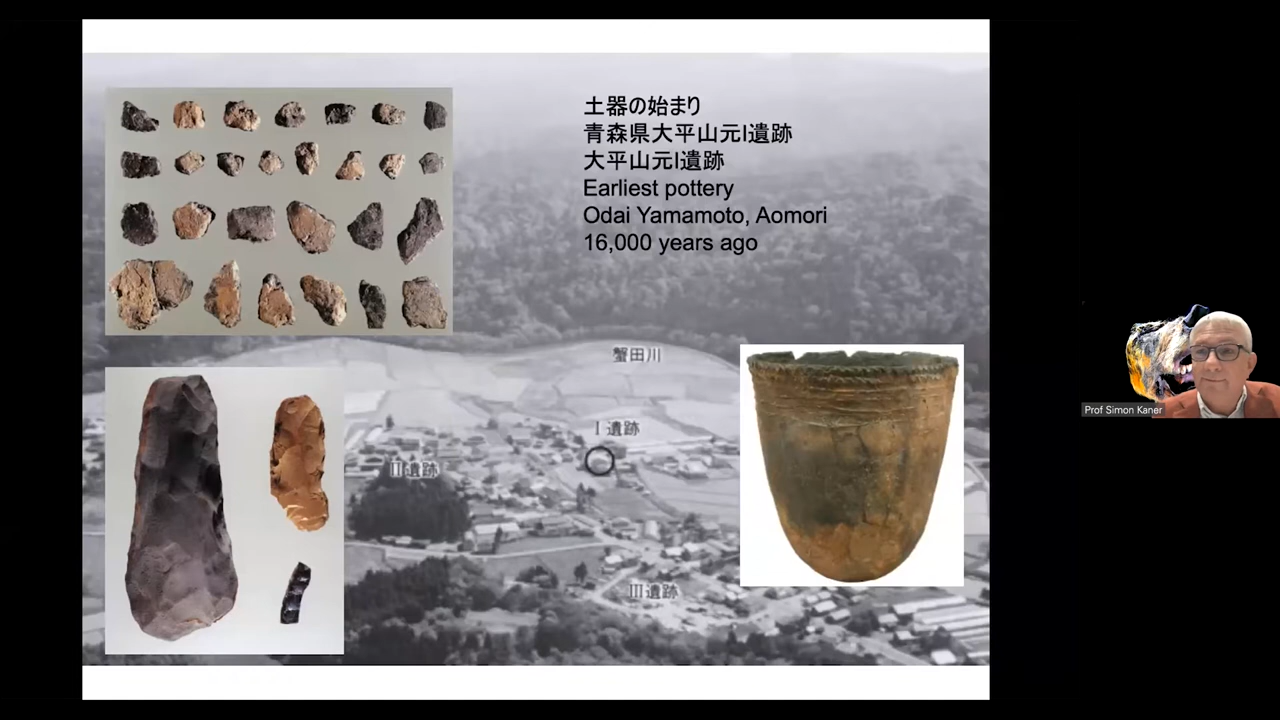 土器の始まり
青森県大平山元I遺跡
大平山元I遺跡
Earliest pottery
Odai Yamamoto, Aomori
16,000 years ago
蟹田川
I遺跡
II遺跡
III遺跡
Prof Simon Kaner